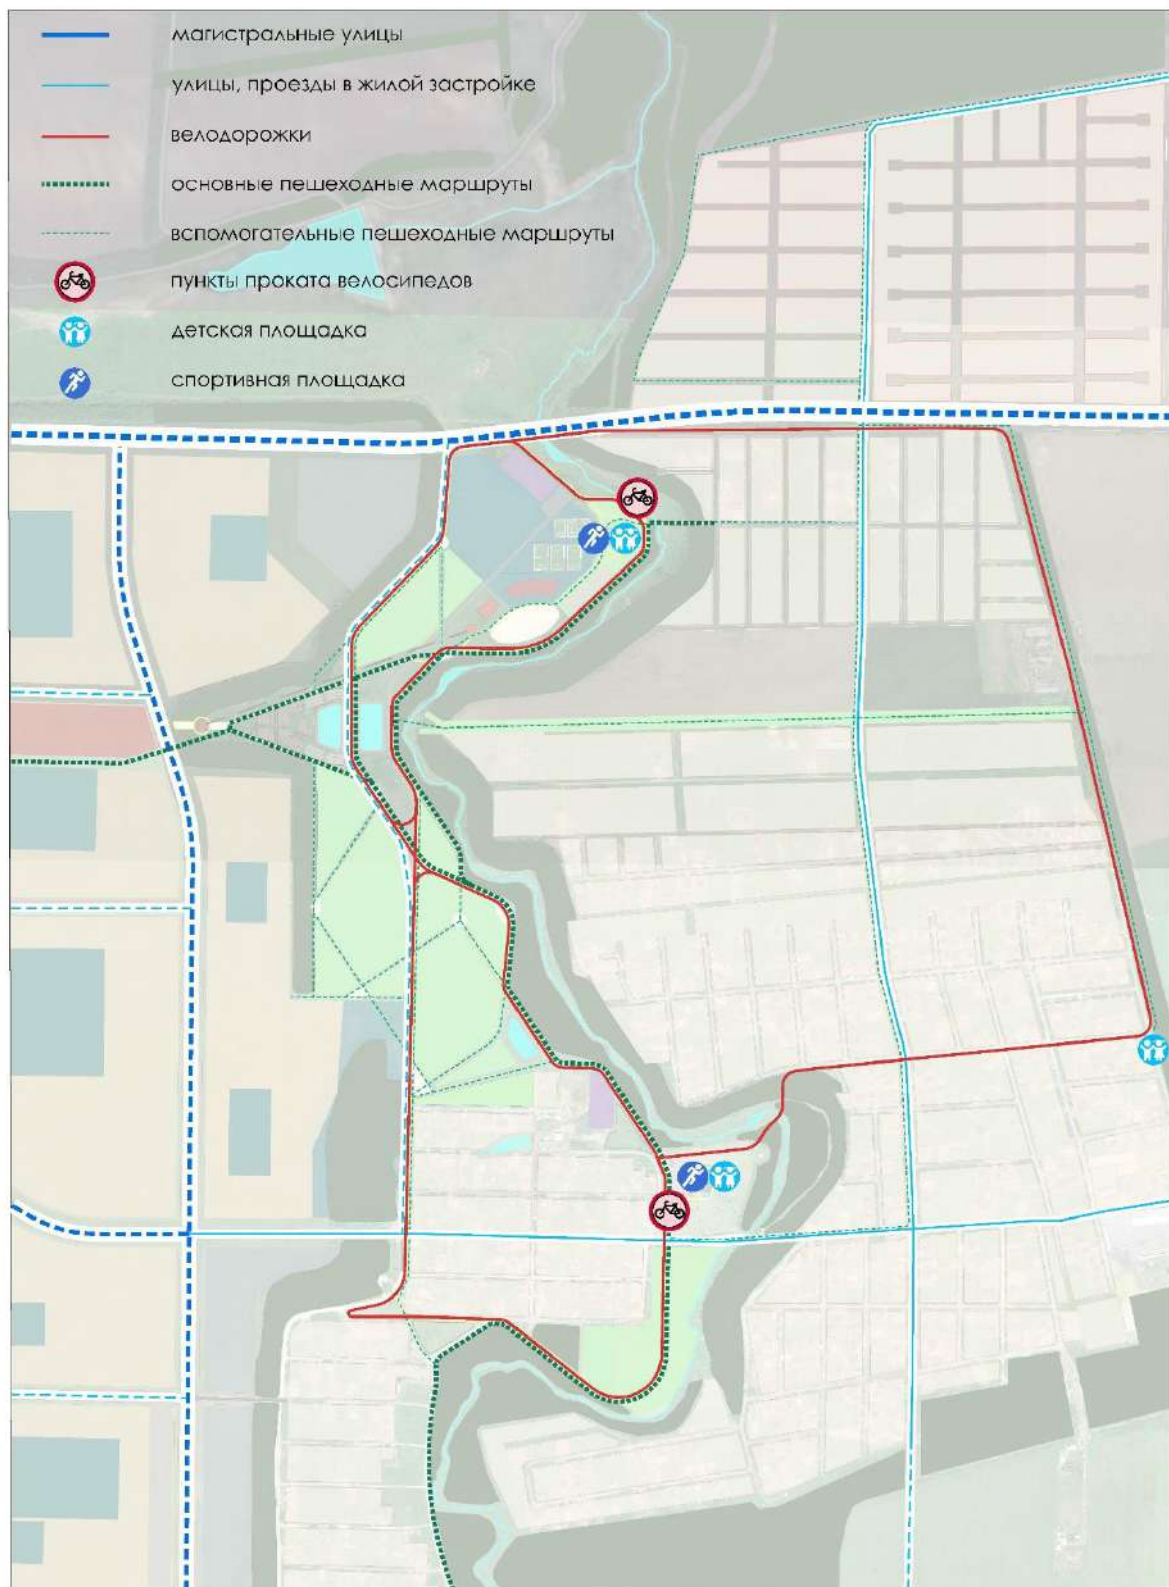 магистральные улицы
улицы, проезды в жилой застройке
велодорожки
основные пешеходные маршруты
вспомогательные пешеходные маршруты
пункты проката велосипедов
детская площадка
спортивная площадка